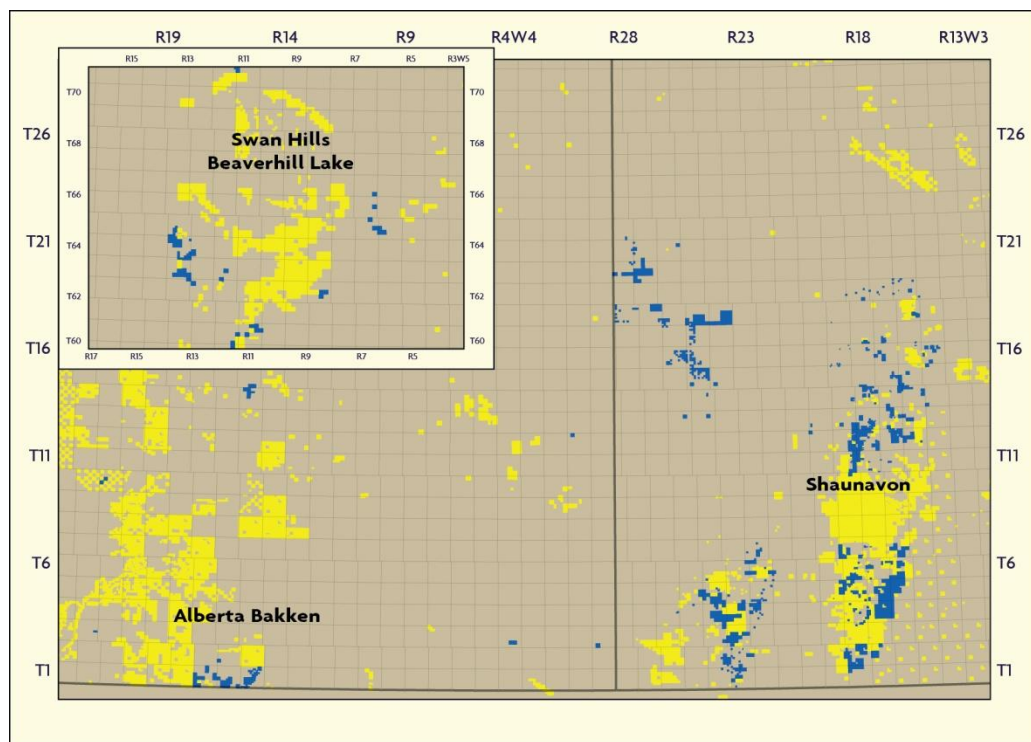 R19 R14 R9 R4W4 R28 R23 R18 R13W3
R15 R13 R11 R9 R7 R5 R3W5
T70 T70
T26 T26
T68 Swan Hills T68
Beaverhill Lake
T66 T66
T21 T64 T64 T21
T62 T62
T60 T60
T16 T16
R17 R15 R13 R11 R9 R7 R5
T11 T11
Shaunavon
T6 T6
Alberta Bakken
T1 T1